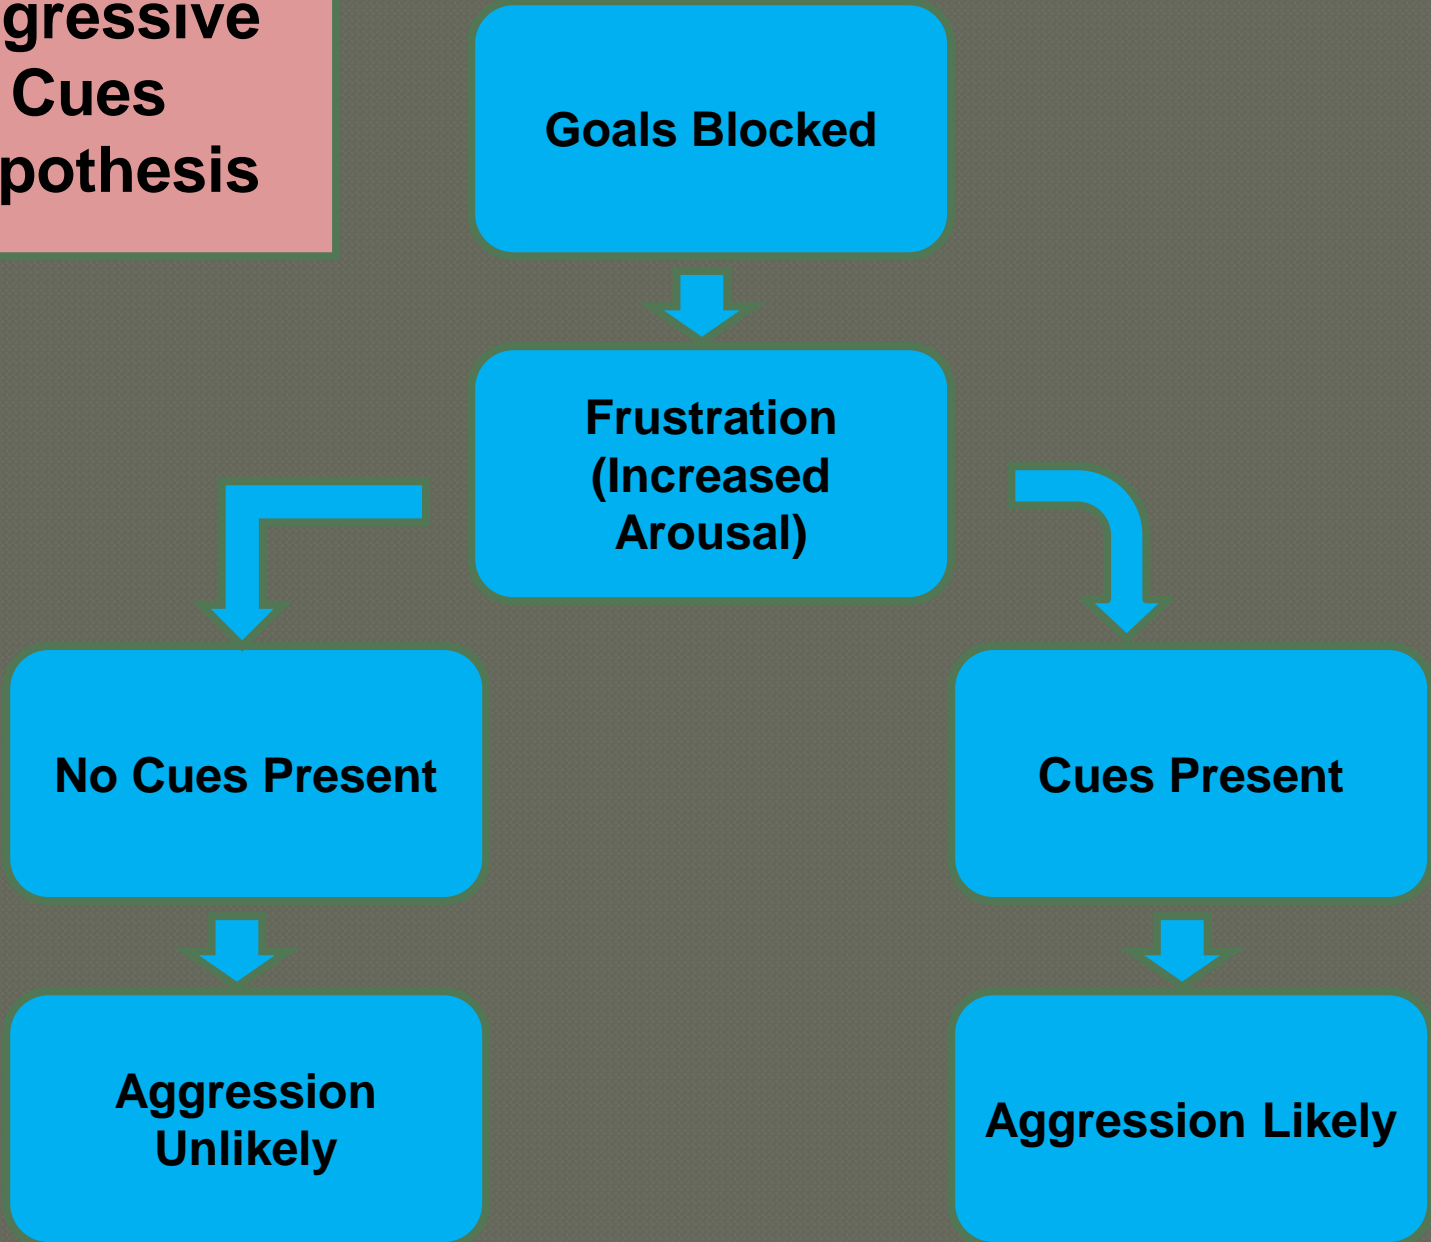 gressive
Cues
pothesis
Goals Blocked
Frustration
(Increased
Arousal)
No Cues Present
Cues Present
Aggression
Unlikely
Aggression Likely